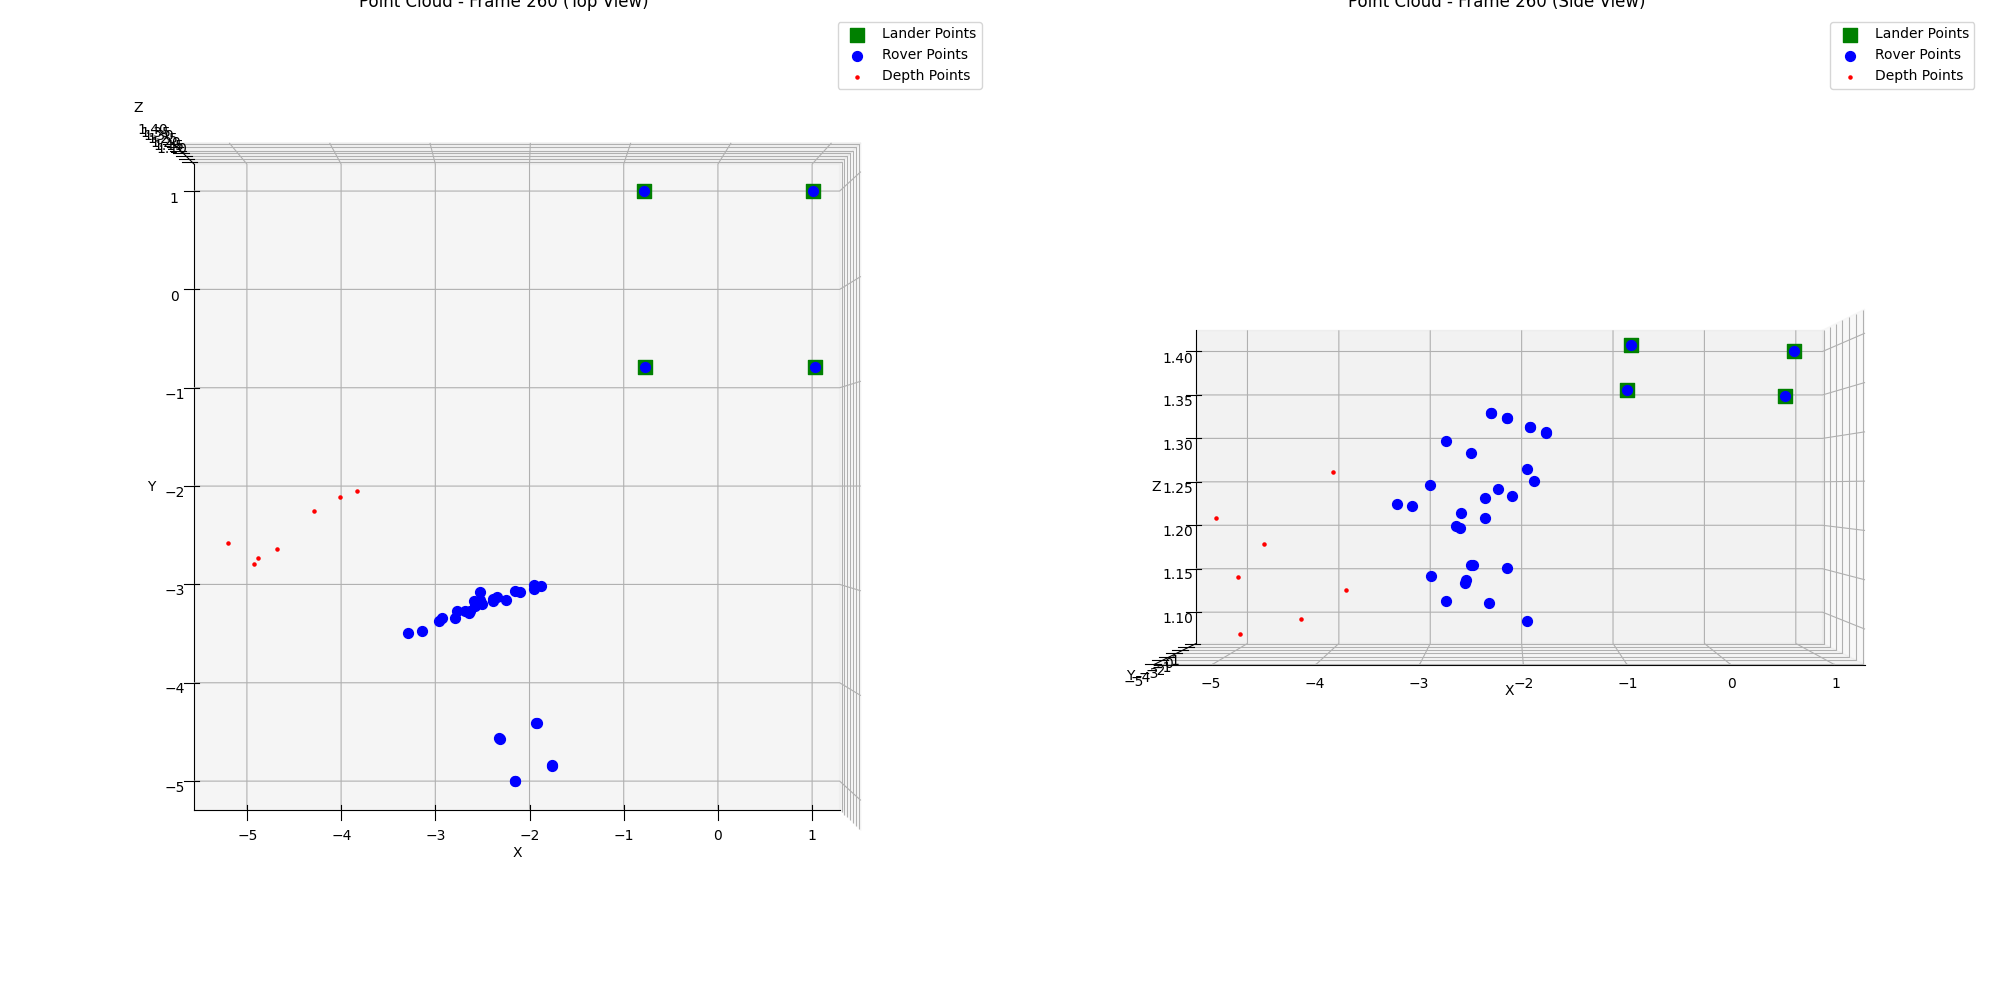 Point Cloud - Frame 260 (Top View)
Lander Points
Rover Points
Depth Points
Z
1.40
1
0
−1
−2
−3
−4
−5
Y
−5
−4
−3
−2
−1
0
1
X
Point Cloud - Frame 260 (Side View)
Lander Points
Rover Points
Depth Points
1.40
1.35
1.30
1.25
1.20
1.15
1.10
Z
Y
−5
−4
−3
−2
−1
0
1
X